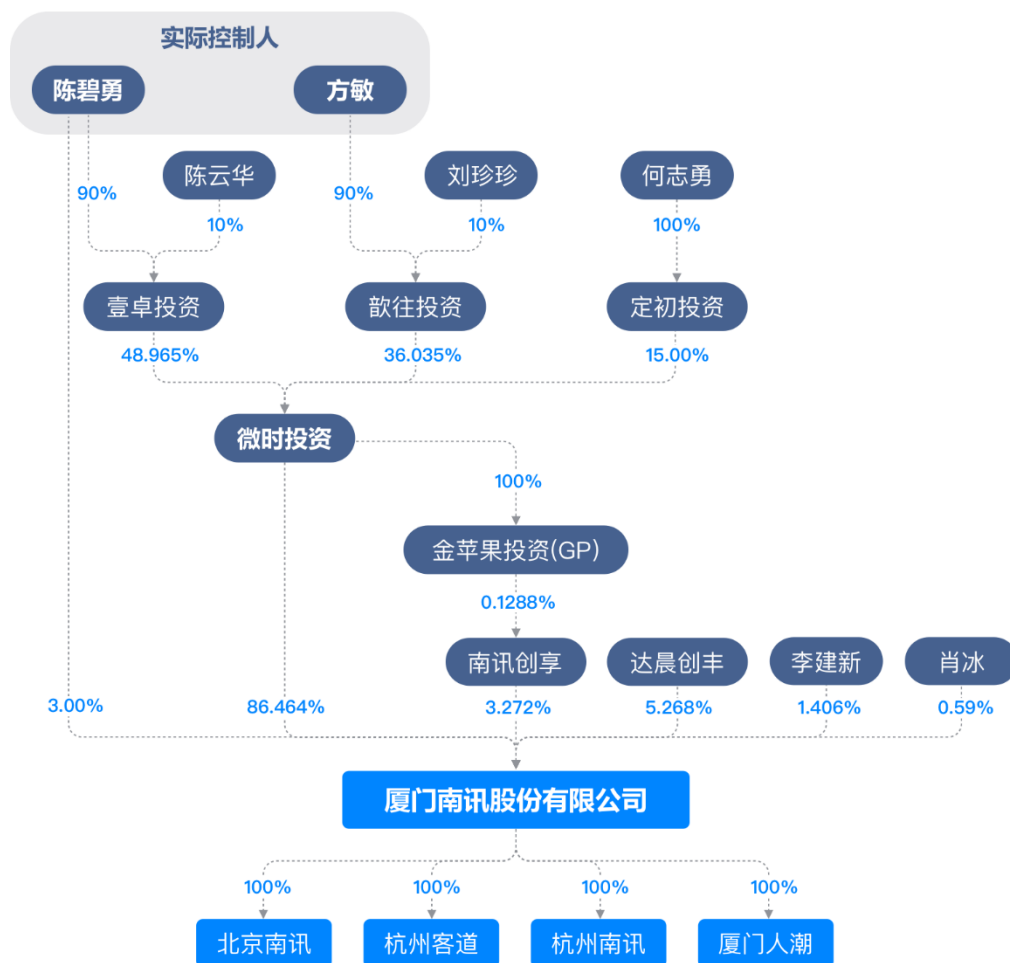 实际控制人
陈碧勇
方敏
陈云华
刘珍珍
何志勇
90%
10%
90%
10%
100%
壹卓投资
歆往投资
定初投资
48.965%
36.035%
15.00%
微时投资
100%
金苹果投资(GP)
0.1288%
南讯创享
达晨创丰
李建新
肖冰
3.00%
86.464%
3.272%
5.268%
1.406%
0.59%
厦门南讯股份有限公司
100%
100%
100%
100%
北京南讯
杭州客道
杭州南讯
厦门人潮